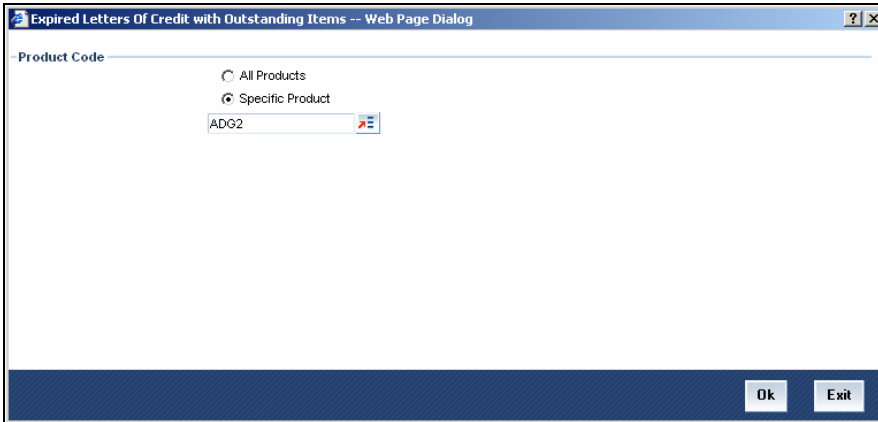 Expired Letters Of Credit with Outstanding Items -- Web Page Dialog
Product Code
All Products
Specific Product
ADG2
Ok Exit